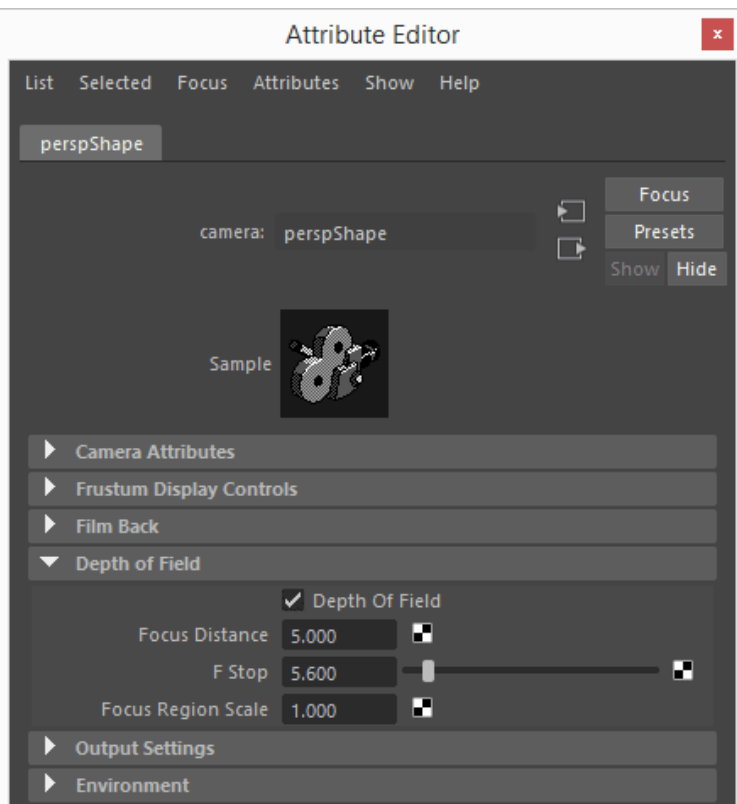 Attribute Editor
x
List Selected Focus Attributes Show Help
perspShape
Focus
camera: perspShape
Presets
Show Hide
Sample
Camera Attributes
Frustum Display Controls
Film Back
Depth of Field
Depth Of Field
Focus Distance 5.000
F Stop 5.600
Focus Region Scale 1.000
Output Settings
Environment